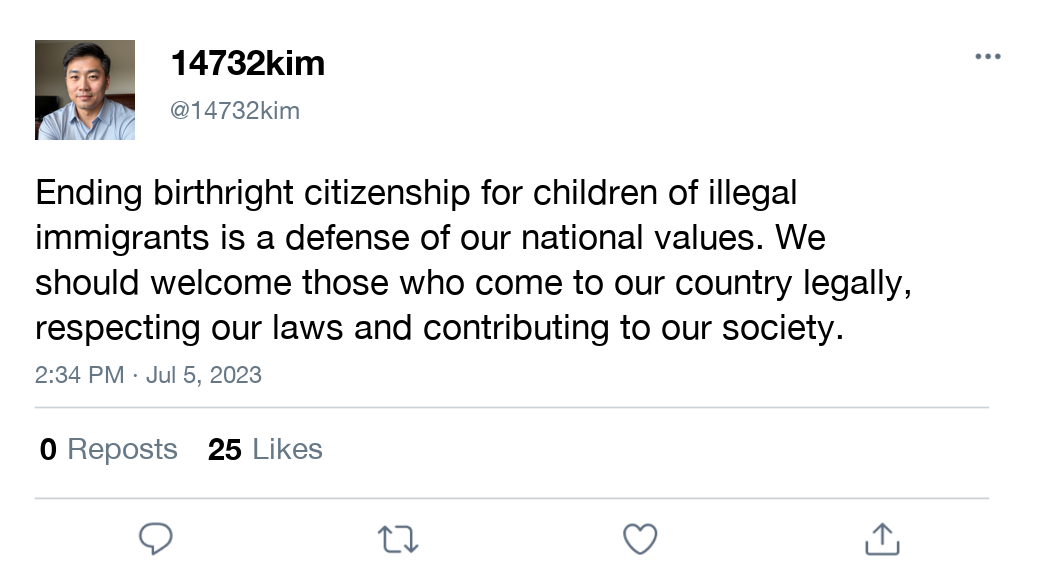 14732kim
@14732kim
Ending birthright citizenship for children of illegal
immigrants is a defense of our national values. We
should welcome those who come to our country legally,
respecting our laws and contributing to our society.
2:34 PM · Jul 5, 2023
0 Reposts 25 Likes